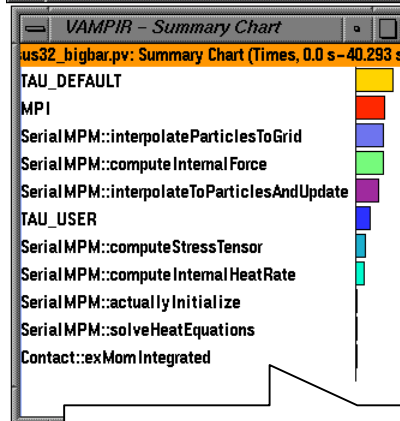 VAMPIR - Summary Chart
us32_bigbar.pv: Summary Chart (Times, 0.0 s-40.293 s
TAU_DEFAULT
MPI
SerialMPM::interpolateParticlesToGrid
SerialMPM::computeInternalForce
SerialMPM::interpolateToParticlesAndUpdate
TAU_USER
SerialMPM::computeStressTensor
SerialMPM::computeInternalHeatRate
SerialMPM::actuallyInitialize
SerialMPM::solveHeatEquations
Contact::exMomIntegrated